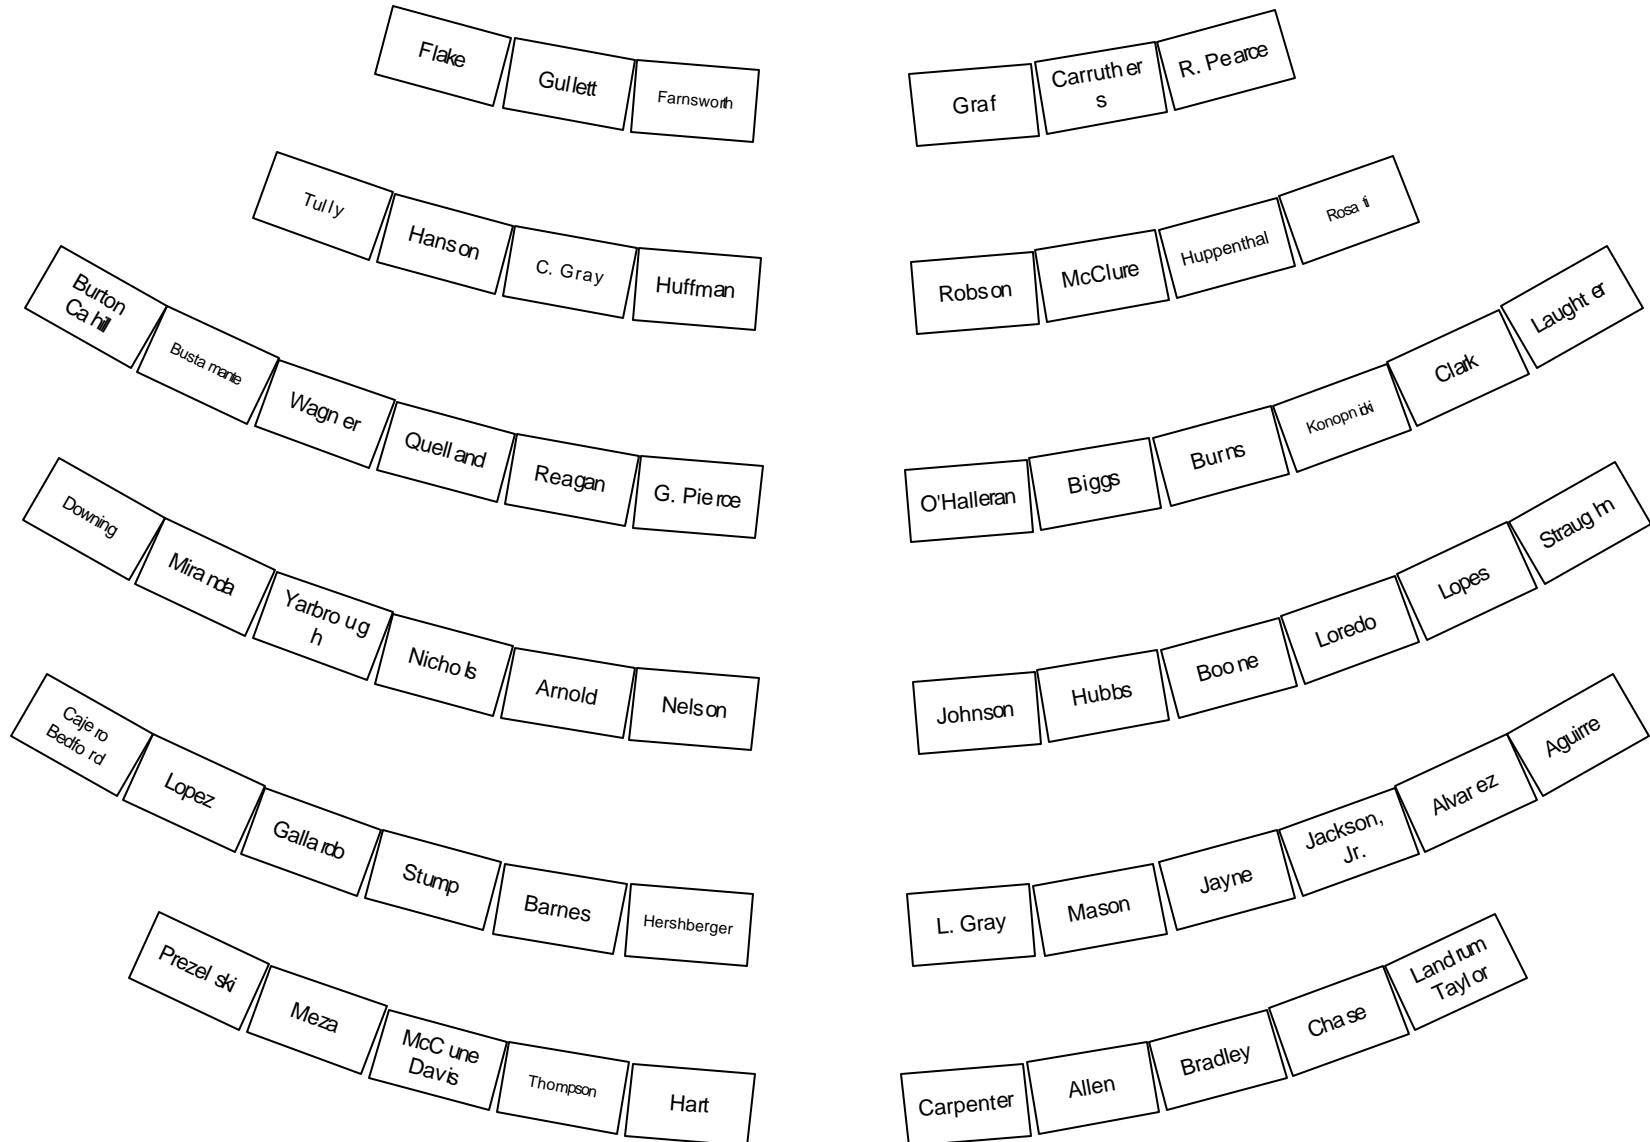 Flake
Gullett
Farnsworth
Graf
Carruther
s
R. Pearce
Tully
Hanson
C. Gray
Huffman
Robson
McClure
Huppenthal
Rosati
Burton
Cahill
Bustamante
Wagner
Quelland
Reagan
G. Pierce
O'Halleran
Biggs
Burns
Konopnicki
Clark
Laughter
Downing
Miranda
Yarbroug
h
Nichols
Arnold
Nelson
Johnson
Hubbs
Boone
Loredo
Lopes
Straughn
Cajero
Bedford
Lopez
Gallardo
Stump
Barnes
Hershberger
L. Gray
Mason
Jayne
Jackson,
Jr.
Alvarez
Aguirre
Prezelski
Meza
McCune
Davis
Thompson
Hart
Carpenter
Allen
Bradley
Chase
Landrum
Taylor